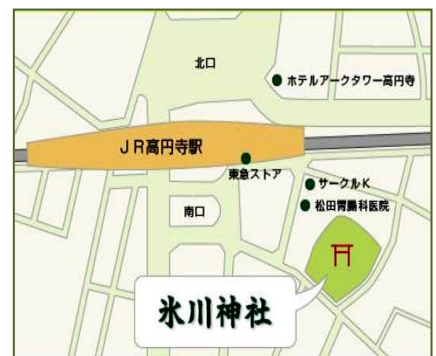 北口
ホテルアークタワー高円寺
JR高円寺駅
東急ストア
サークルK
南口
松田胃腸科医院
氷川神社